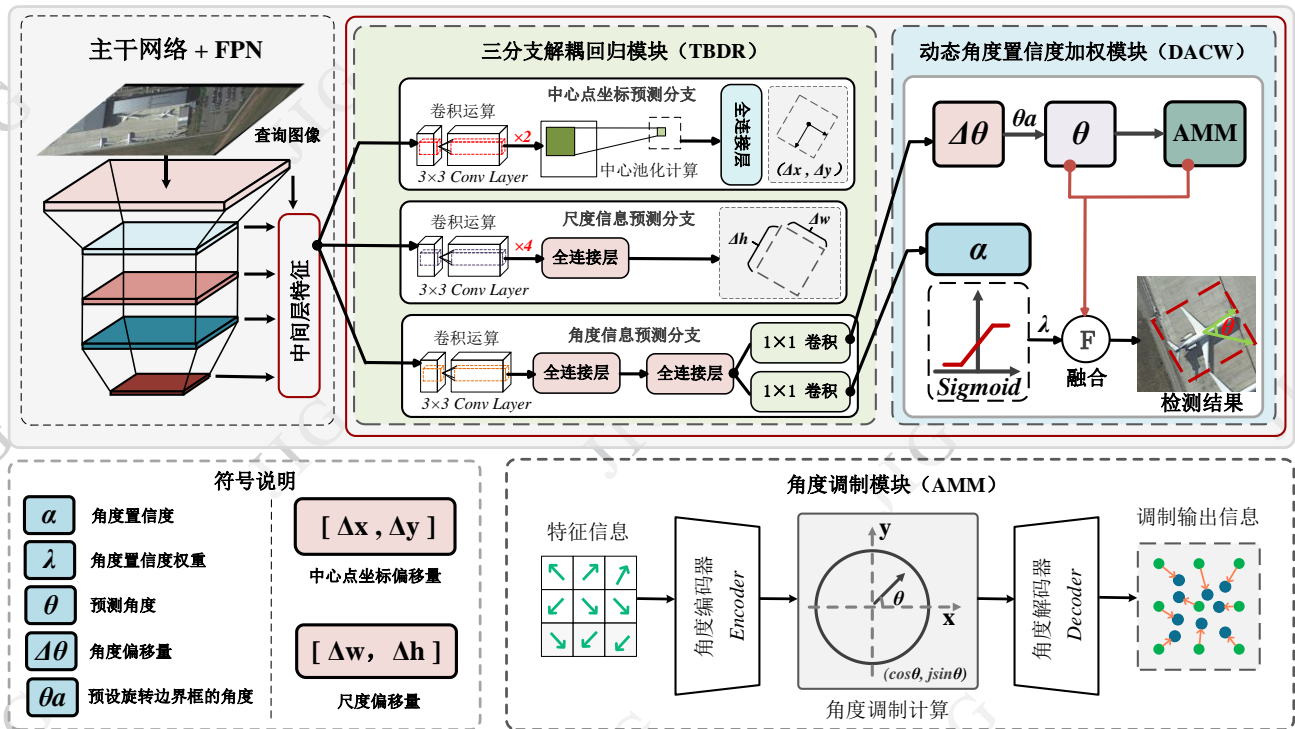 主干网络 + FPN
查询图像
中间层特征
三分支解耦回归模块（TBDR）
中心点坐标预测分支
卷积运算
×2
3×3 Conv Layer
中心池化计算
全连接层
(Δx , Δy)
尺度信息预测分支
卷积运算
×4
3×3 Conv Layer
全连接层
Δh
Δw
角度信息预测分支
卷积运算
3×3 Conv Layer
全连接层
全连接层
1×1 卷积
1×1 卷积
动态角度置信度加权模块（DACW）
Δθ
θa
θ
AMM
α
Sigmoid
λ
F
融合
θ
检测结果
符号说明
α
角度置信度
λ
角度置信度权重
θ
预测角度
Δθ
角度偏移量
θa
预设旋转边界框的角度
[ Δx , Δy ]
中心点坐标偏移量
[ Δw， Δh ]
尺度偏移量
角度调制模块（AMM）
特征信息
角度编码器
Encoder
y
θ
x
(cosθ, jsinθ)
角度调制计算
角度解码器
Decoder
调制输出信息
JIG
JIG
JIG
JIG